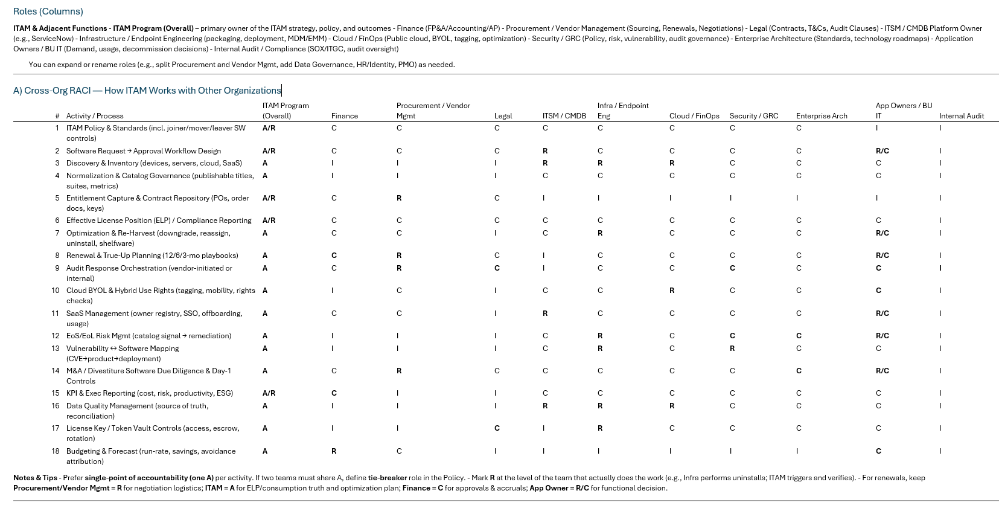 Roles (Columns)
ITAM & Adjacent Functions - ITAM Program (Overall) – primary owner of the ITAM strategy, policy, and outcomes - Finance (FP&A/Accounting/AP) - Procurement / Vendor Management (Sourcing, Renewals, Negotiations) - Legal (Contracts, T&Cs, Audit Clauses) - ITSM / CMDB Platform Owner
(e.g., ServiceNow) - Infrastructure / Endpoint Engineering (packaging, deployment, MDM/EMM) - Cloud / FinOps (Public cloud, BYOL, tagging, optimization) - Security / GRC (Policy, risk, vulnerability, audit governance) - Enterprise Architecture (Standards, technology roadmaps) - Application
Owners / BU IT (Demand, usage, decommission decisions) - Internal Audit / Compliance (SOX/ITGC, audit oversight)
You can expand or rename roles (e.g., split Procurement and Vendor Mgmt, add Data Governance, HR/Identity, PMO) as needed.
A) Cross-Org RACI — How ITAM Works with Other Organizations
ITAM Program Procurement / Vendor Infra / Endpoint App Owners / BU
# Activity / Process (Overall) Finance Mgmt Legal ITSM / CMDB Eng Cloud / FinOps Security / GRC Enterprise Arch IT Internal Audit
1 ITAM Policy & Standards (incl. joiner/mover/leaver SW A/R C C C C C C C C I I
controls)
2 Software Request → Approval Workflow Design A/R C C C R C C C C R/C I
3 Discovery & Inventory (devices, servers, cloud, SaaS) A I I I R R R C C C I
4 Normalization & Catalog Governance (publishable titles, A I I I C C C C C C I
suites, metrics)
5 Entitlement Capture & Contract Repository (POs, order A/R C R C I I I I I I I
docs, keys)
6 Effective License Position (ELP) / Compliance Reporting A/R C C C C C C C C C I
7 Optimization & Re-Harvest (downgrade, reassign, A C C I C R C C C R/C I
uninstall, shelfware)
8 Renewal & True-Up Planning (12/6/3-mo playbooks) A C R C I C C C C R/C I
9 Audit Response Orchestration (vendor-initiated or A C R C I C C C C C I
internal)
10 Cloud BYOL & Hybrid Use Rights (tagging, mobility, rights A I C I C C R C C C I
checks)
11 SaaS Management (owner registry, SSO, offboarding, A C C I R C C C C R/C I
usage)
12 EoS/EoL Risk Mgmt (catalog signal → remediation) A I I I C R C C C R/C I
13 Vulnerability ↔ Software Mapping A I I I C R C R C C I
(CVE→product→deployment)
14 M&A / Divestiture Software Due Diligence & Day-1 A C R C C C C C C R/C I
Controls
15 KPI & Exec Reporting (cost, risk, productivity, ESG) A/R C I I C C C C C C I
16 Data Quality Management (source of truth, A I I I R R R C C C I
reconciliation)
17 License Key / Token Vault Controls (access, escrow, A I I C I R C C C C I
rotation)
18 Budgeting & Forecast (run-rate, savings, avoidance A R C I I I I I I C I
attribution)
Notes & Tips - Prefer single-point of accountability (one A) per activity. If two teams must share A, define tie-breaker role in the Policy. - Mark R at the level of the team that actually does the work (e.g., Infra performs uninstalls; ITAM triggers and verifies). - For renewals, keep
Procurement/Vendor Mgmt = R for negotiation logistics; ITAM = A for ELP/consumption truth and optimization plan; Finance = C for approvals & accruals; App Owner = R/C for functional decision.